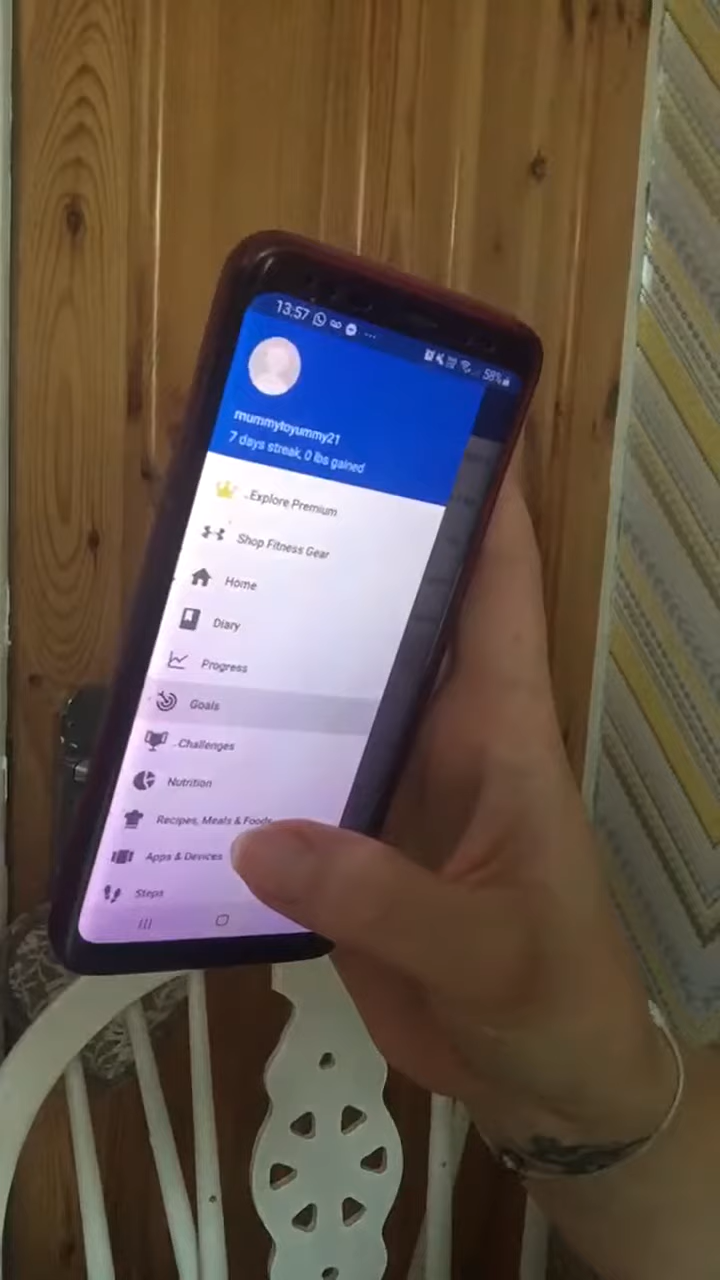 13:57
58%
mummytoyummy21
7 days streak, 0 lbs gained
Explore Premium
Shop Fitness Gear
Home
Diary
Progress
Goals
Challenges
Nutrition
Recipes, Meals & Foods
Apps & Devices
Steps